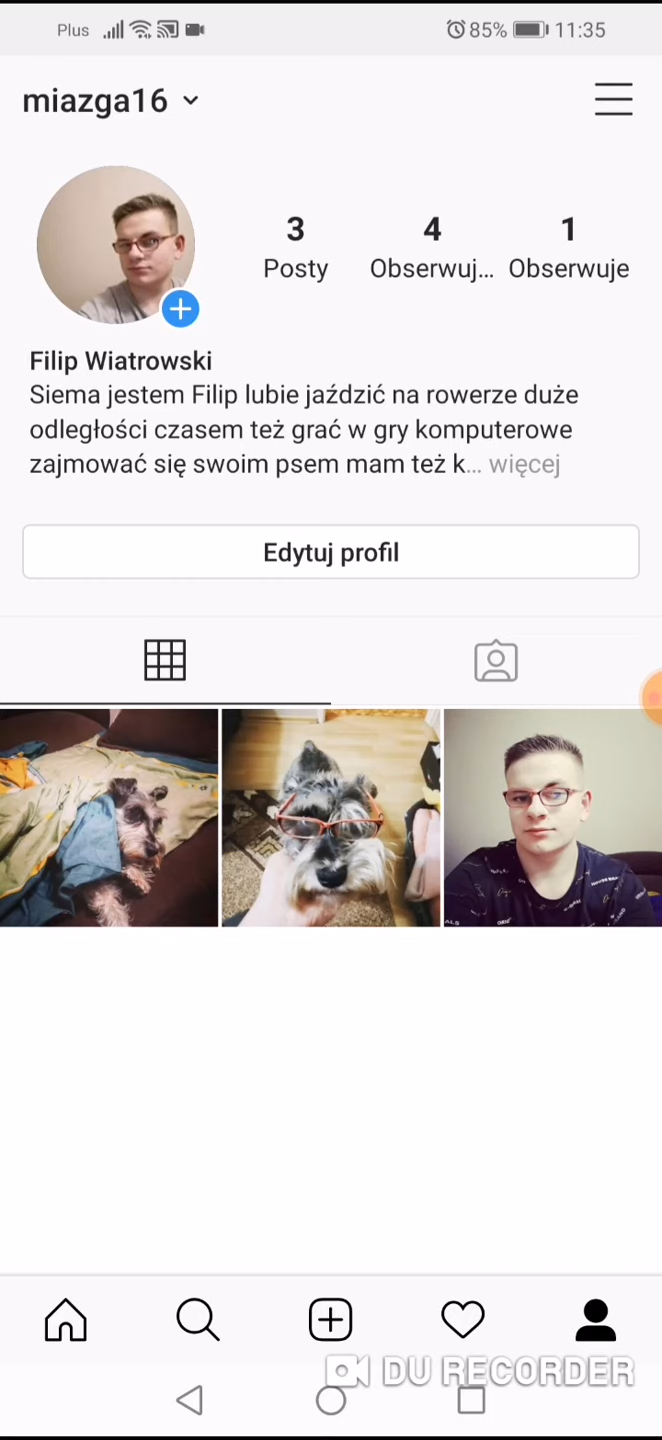 Plus 85% 11:35
miazga16
3 4 1
Posty Obserwuj... Obserwuje
Filip Wiatrowski
Siema jestem Filip lubie jaździć na rowerze duże
odległości czasem też grać w gry komputerowe
zajmować się swoim psem mam też k... więcej
Edytuj profil
DU RECORDER